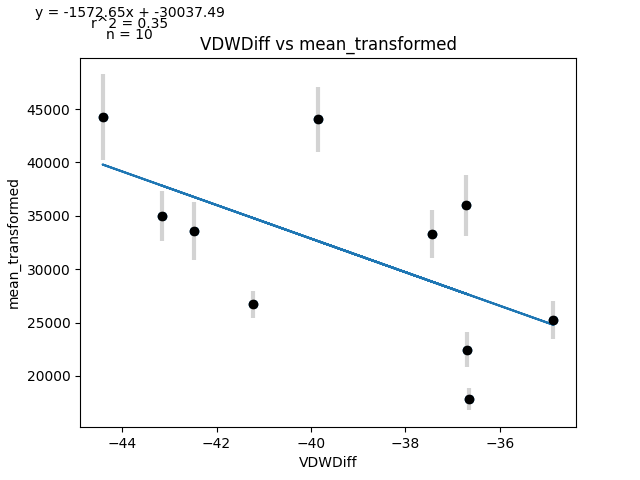 y = -1572.65x + -30037.49
r^2 = 0.35
n = 10
VDWDiff vs mean_transformed
mean_transformed
45000
40000
35000
30000
25000
20000
−44
−42
−40
−38
−36
VDWDiff